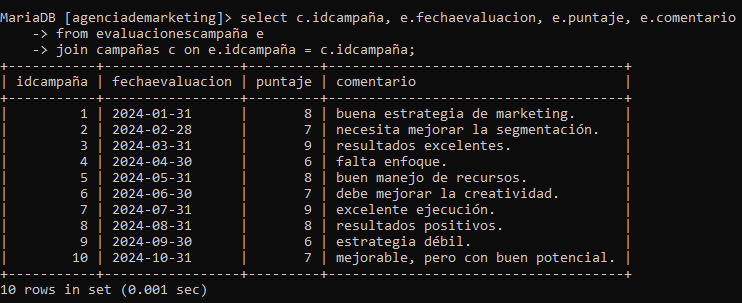 MariaDB [agenciademarketing]> select c.idcampaña, e.fechaevaluacion, e.puntaje, e.comentario
    -> from evaluacionescampaña e
    -> join campañas c on e.idcampaña = c.idcampaña;
+-----------+-----------------+---------+--------------------------------------+
| idcampaña | fechaevaluacion | puntaje | comentario                           |
+-----------+-----------------+---------+--------------------------------------+
|         1 | 2024-01-31      |       8 | buena estrategia de marketing.       |
|         2 | 2024-02-28      |       7 | necesita mejorar la segmentación.    |
|         3 | 2024-03-31      |       9 | resultados excelentes.               |
|         4 | 2024-04-30      |       6 | falta enfoque.                       |
|         5 | 2024-05-31      |       8 | buen manejo de recursos.             |
|         6 | 2024-06-30      |       7 | debe mejorar la creatividad.         |
|         7 | 2024-07-31      |       9 | excelente ejecución.                 |
|         8 | 2024-08-31      |       8 | resultados positivos.                |
|         9 | 2024-09-30      |       6 | estrategia débil.                    |
|        10 | 2024-10-31      |       7 | mejorable, pero con buen potencial. |
+-----------+-----------------+---------+--------------------------------------+
10 rows in set (0.001 sec)